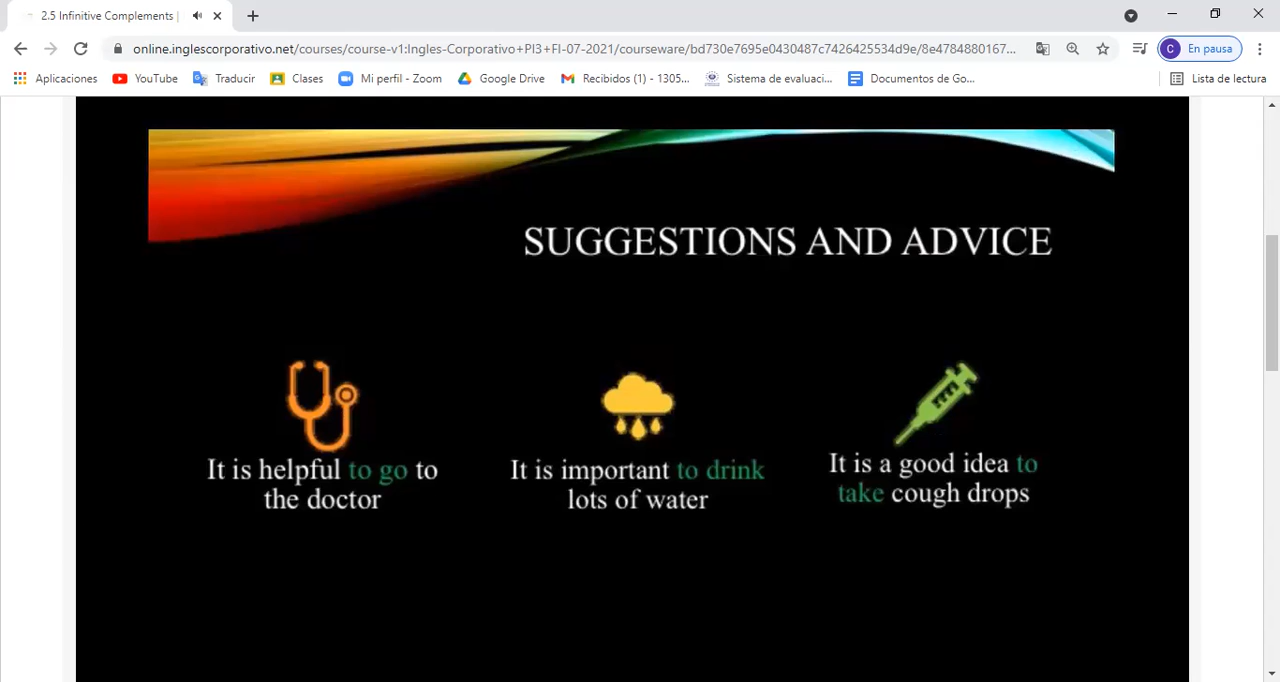 2.5 Infinitive Complements |
online.inglescorporativo.net/courses/course-v1:Ingles-Corporativo+PI3+FI-07-2021/courseware/bd730e7695e0430487c7426425534d9e/8e4784880167...
C En pausa
Aplicaciones YouTube Traducir Clases Mi perfil - Zoom Google Drive Recibidos (1) - 1305... Sistema de evaluaci... Documentos de Go... Lista de lectura
SUGGESTIONS AND ADVICE
It is helpful to go to
the doctor
It is important to drink
lots of water
It is a good idea to
take cough drops